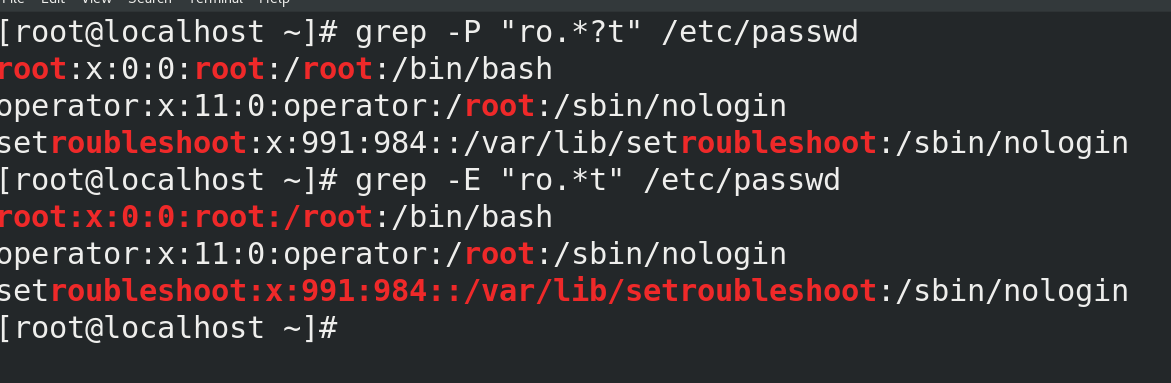 File Edit View Search Terminal Help
[root@localhost ~]# grep -P "ro.*?t" /etc/passwd
root:x:0:0:root:/root:/bin/bash
operator:x:11:0:operator:/root:/sbin/nologin
setroubleshoot:x:991:984::/var/lib/setroubleshoot:/sbin/nologin
[root@localhost ~]# grep -E "ro.*t" /etc/passwd
root:x:0:0:root:/root:/bin/bash
operator:x:11:0:operator:/root:/sbin/nologin
setroubleshoot:x:991:984::/var/lib/setroubleshoot:/sbin/nologin
[root@localhost ~]#